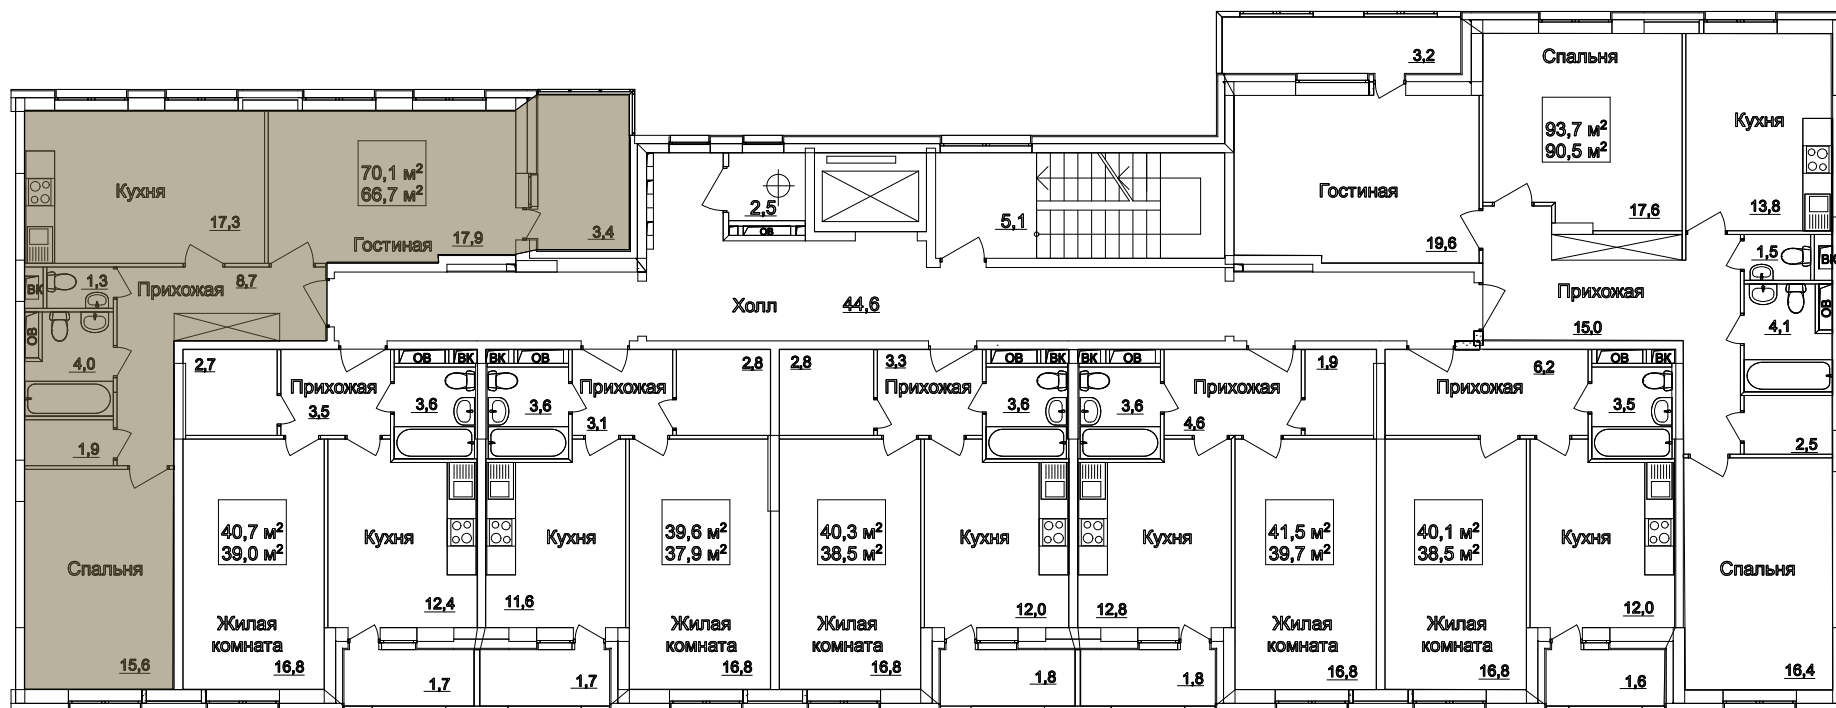 3,2
Спальня
93,7 м²
90,5 м²
Кухня
17,6
13,8
Гостиная
19,6
70,1 м²
66,7 м²
Кухня
17,3
Гостиная
17,9
3,4
2,5
ОВ
5,1
ВК
1,3
Прихожая
8,7
ОВ
4,0
1,9
Холл
44,6
Прихожая
15,0
1,5
ВК
4,1
ОВ
2,5
2,7
Прихожая
3,5
ОВ
ВК
3,6
ВК
ОВ
3,6
Прихожая
3,1
2,8
2,8
3,3
Прихожая
ОВ
ВК
3,6
ВК
ОВ
3,6
Прихожая
4,6
1,9
Прихожая
6,2
ОВ
ВК
3,5
Спальня
15,6
40,7 м²
39,0 м²
Жилая
комната
16,8
Кухня
12,4
1,7
Кухня
11,6
1,7
39,6 м²
37,9 м²
Жилая
комната
16,8
40,3 м²
38,5 м²
Жилая
комната
16,8
Кухня
12,0
1,8
Кухня
12,8
1,8
41,5 м²
39,7 м²
Жилая
комната
16,8
40,1 м²
38,5 м²
Жилая
комната
16,8
Кухня
12,0
1,6
Спальня
16,4